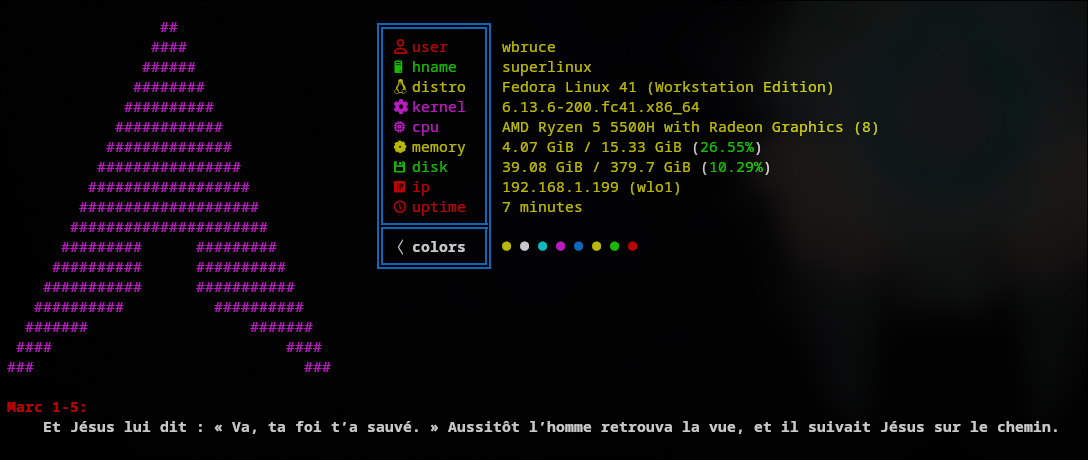 ##
####
######
########
##########
############
##############
################
##################
####################
######################
######### #########
########## ##########
########### ###########
########## ##########
####### #######
#### ####
### ###
user wbruce
hname superlinux
distro Fedora Linux 41 (Workstation Edition)
kernel 6.13.6-200.fc41.x86_64
cpu AMD Ryzen 5 5500H with Radeon Graphics (8)
memory 4.07 GiB / 15.33 GiB (26.55%)
disk 39.08 GiB / 379.7 GiB (10.29%)
ip 192.168.1.199 (wlo1)
uptime 7 minutes
colors
Marc 1-5:
Et Jésus lui dit : « Va, ta foi t’a sauvé. » Aussitôt l’homme retrouva la vue, et il suivait Jésus sur le chemin.